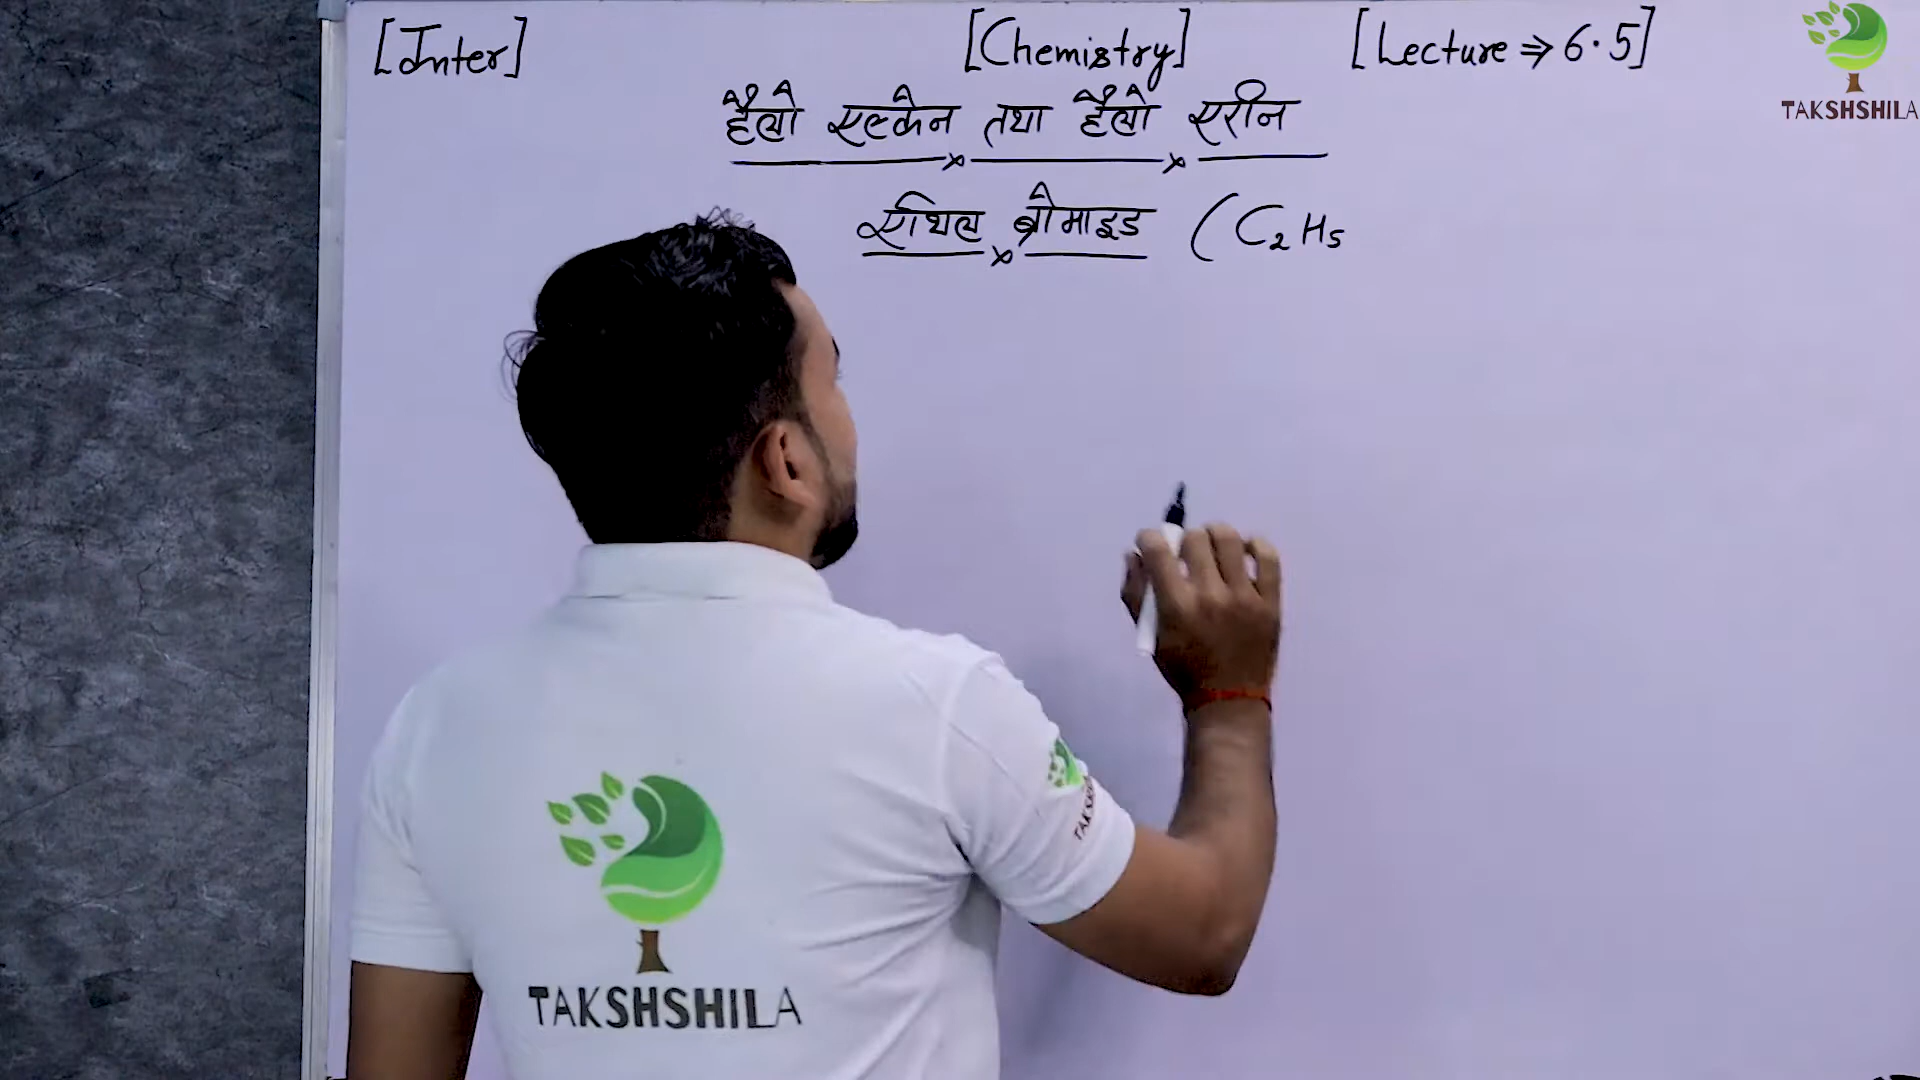 [Inter] [Chemistry] [Lecture ⇒ 6.5]
TAKSHSHILA
हैलो एल्केन तथा हैलो एरीन
एथिल ब्रोमाइड (C₂H₅
TAKSHSHILA